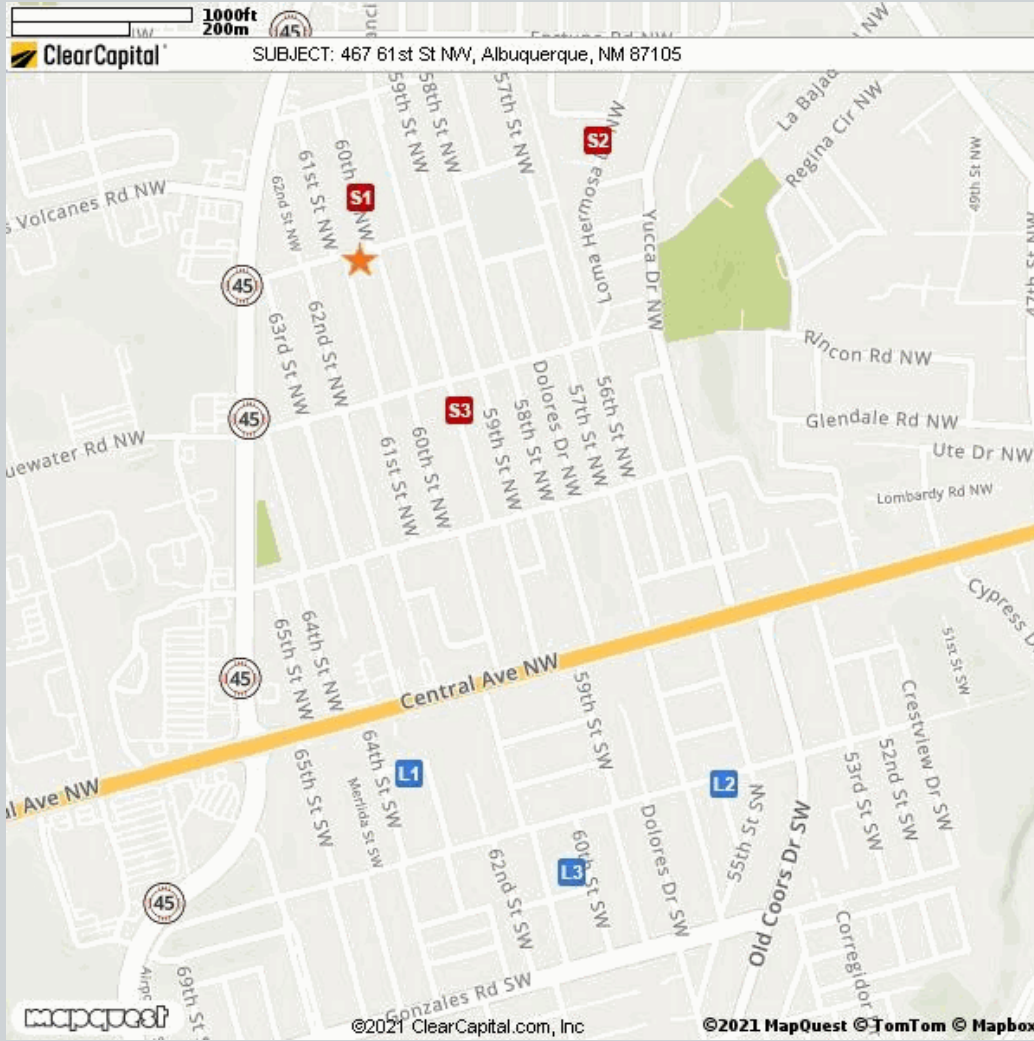 1000ft
200m
45
ClearCapital
SUBJECT: 467 61st St NW, Albuquerque, NM 87105
NW
La Bajad
Regina Cir NW
59th St NW
58th St NW
57th St NW
S2
Loma Hermosa
NW
49th St NW
60th
NW
61st St NW
62nd St NW
S1
Volcanes Rd NW
Yucca Dr NW
45
63rd St NW
62nd St NW
Rincon Rd NW
45
S3
Dolores Dr NW
56th St NW
57th St NW
58th St NW
59th St NW
60th St NW
61st St NW
Glendale Rd NW
uewater Rd NW
Ute Dr NW
Lombardy Rd NW
Cypress D
64th St NW
65th St NW
51st St SW
45
Central Ave NW
59th St SW
Crestview Dr SW
52nd St SW
53rd St SW
65th St SW
64th St SW
Merlida St SW
L1
L2
al Ave NW
55th St SW
Dolores Dr SW
Old Coors Dr SW
60th St SW
L3
62nd St SW
45
Corregidor
69th St
Gonzales Rd SW
mapquest
©2021 ClearCapital.com, Inc
©2021 MapQuest © TomTom © Mapbox